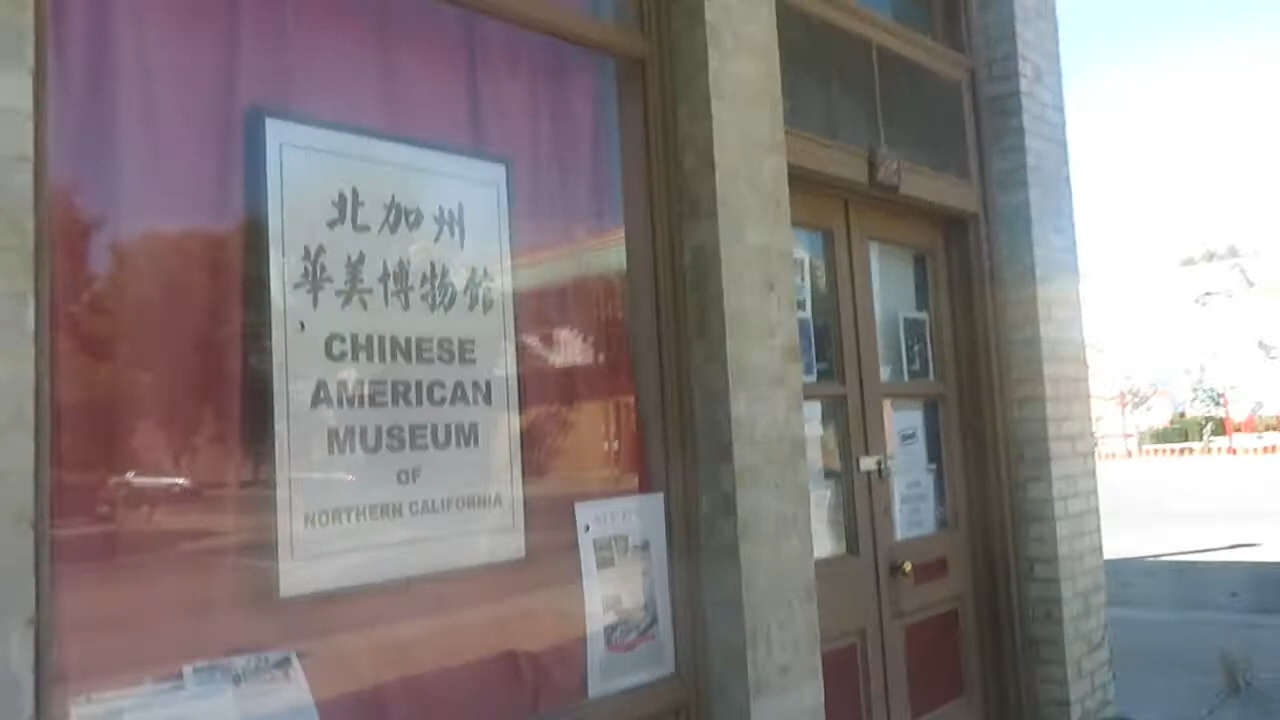 北加州
華美博物館
CHINESE
AMERICAN
MUSEUM
OF
NORTHERN CALIFORNIA